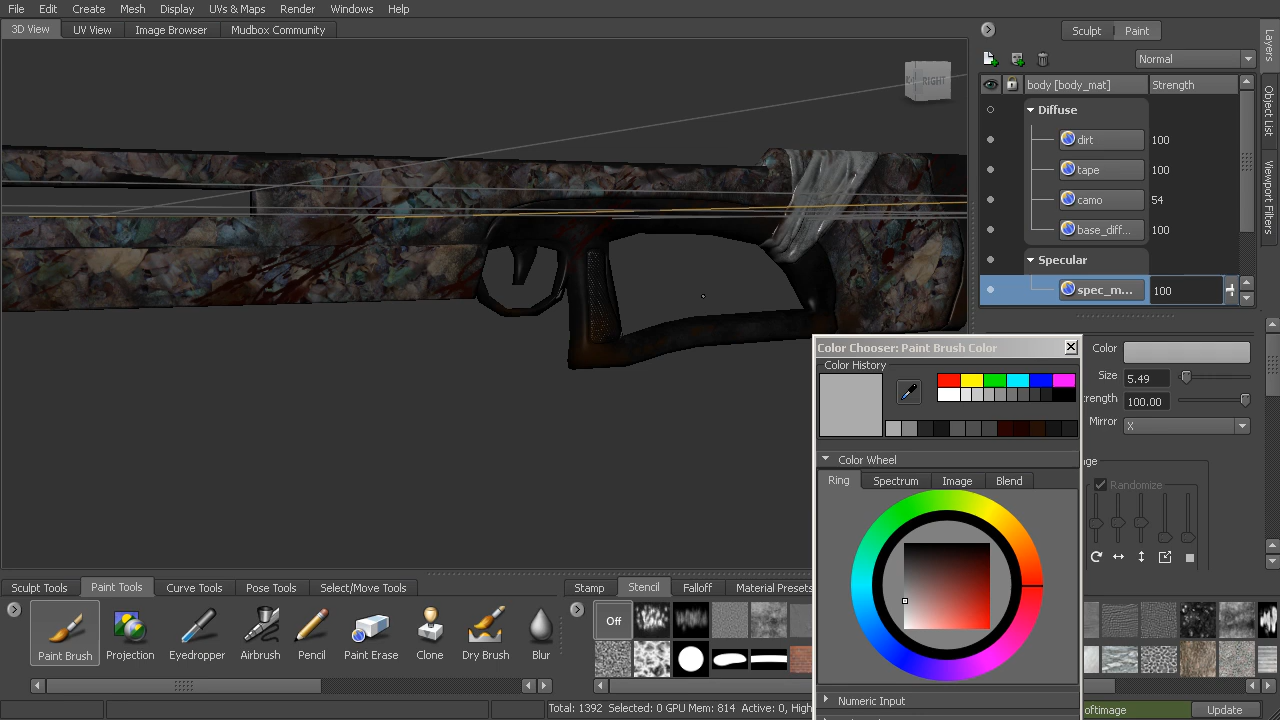 File Edit Create Mesh Display UVs & Maps Render Windows Help
3D View UV View Image Browser Mudbox Community
Sculpt Paint
Normal
RIGHT
body [body_mat] Strength
Diffuse
dirt 100
tape 100
camo 54
base_diff... 100
Specular
spec_m... 100
Layers
Object List
Viewport Filters
Color
Size 5.49
rength 100.00
Mirror X
ge
Randomize
Color Chooser: Paint Brush Color
Color History
Color Wheel
Ring Spectrum Image Blend
Numeric Input
Sculpt Tools Paint Tools Curve Tools Pose Tools Select/Move Tools
Stamp Stencil Falloff Material Presets
Off
Paint Brush Projection Eyedropper Airbrush Pencil Paint Erase Clone Dry Brush Blur
Total: 1392 Selected: 0 GPU Mem: 814 Active: 0, High
oftimage Update